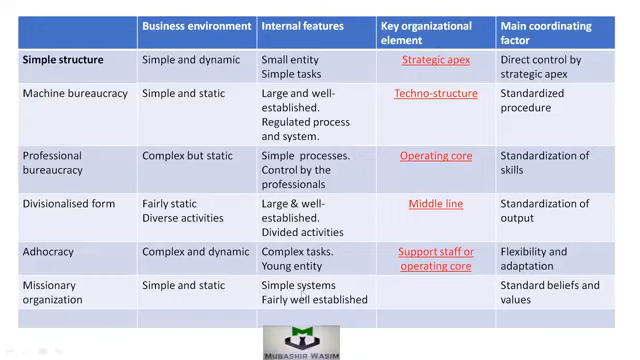 Business environment
Internal features
Key organizational
element
Main coordinating
factor
Simple structure
Simple and dynamic
Small entity
Simple tasks
Strategic apex
Direct control by
strategic apex
Machine bureaucracy
Simple and static
Large and well-
established.
Regulated process
and system.
Techno-structure
Standardized
procedure
Professional
bureaucracy
Complex but static
Simple processes.
Control by the
professionals
Operating core
Standardization of
skills
Divisionalised form
Fairly static
Diverse activities
Large & well-
established.
Divided activities
Middle line
Standardization of
output
Adhocracy
Complex and dynamic
Complex tasks.
Young entity
Support staff or
operating core
Flexibility and
adaptation
Missionary
organization
Simple and static
Simple systems
Fairly well established
Standard beliefs and
values
MUBASHIR WASIM